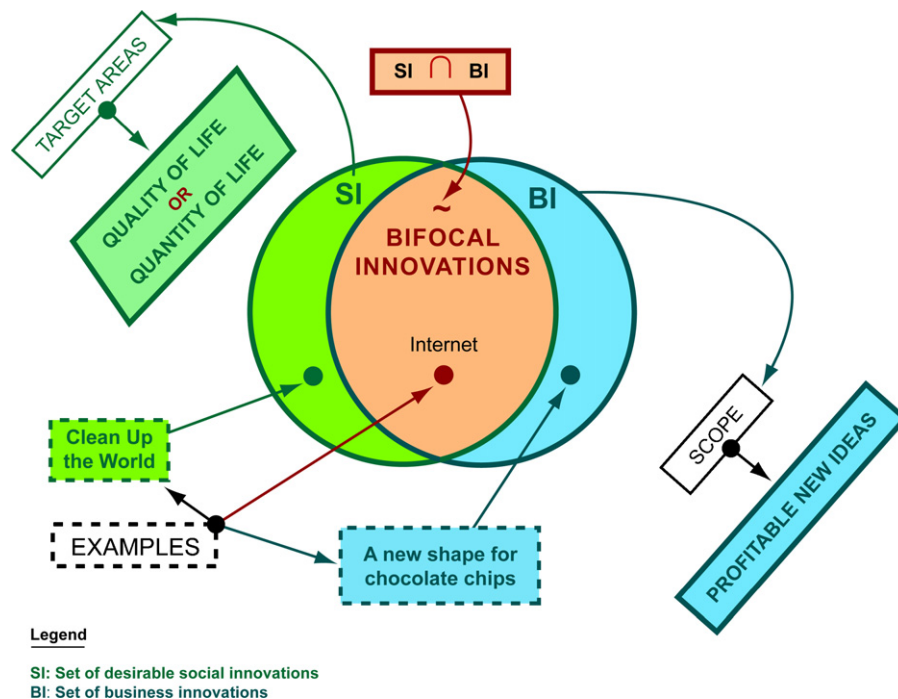 TARGET AREAS
QUALITY OF LIFE
OR
QUANTITY OF LIFE
SI ∩ BI
SI
BI
~
BIFOCAL
INNOVATIONS
Internet
Clean Up
the World
EXAMPLES
A new shape for
chocolate chips
SCOPE
PROFITABLE NEW IDEAS
Legend
SI: Set of desirable social innovations
BI: Set of business innovations